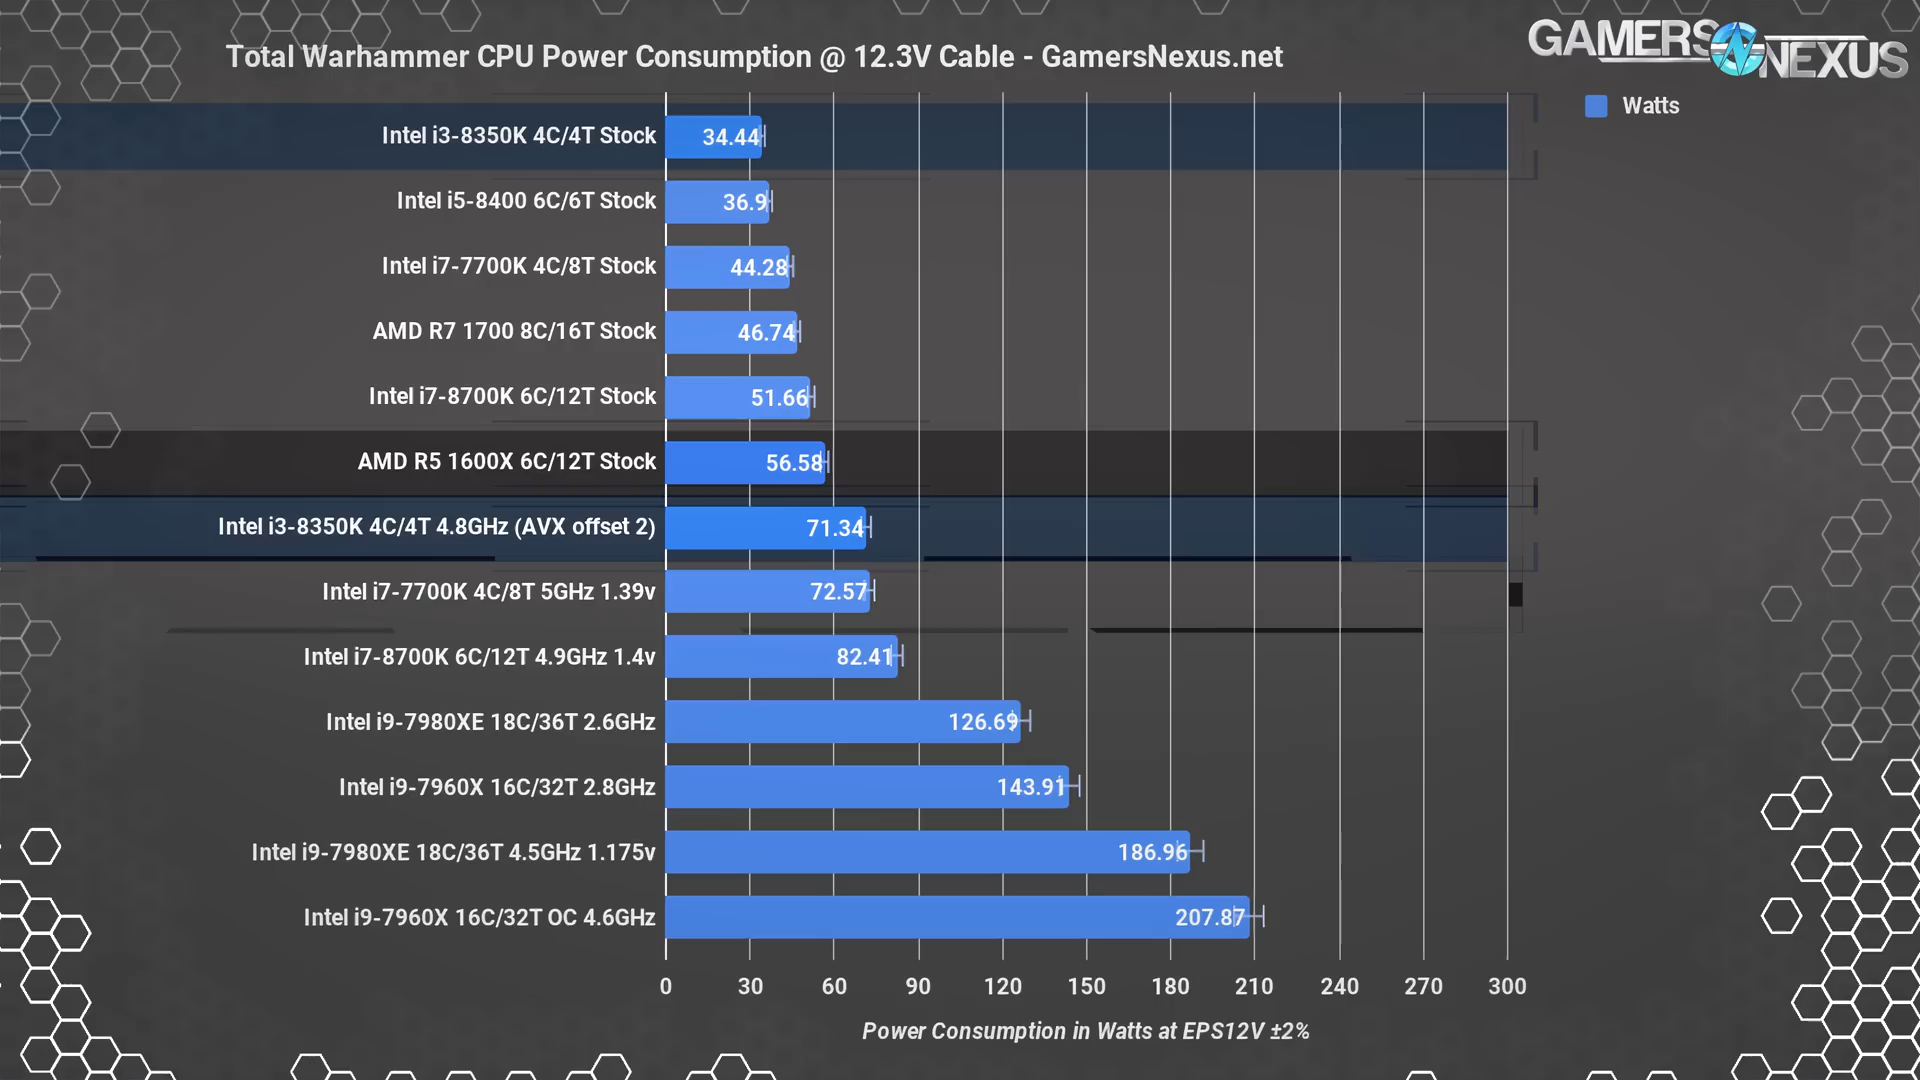 Total Warhammer CPU Power Consumption @ 12.3V Cable - GamersNexus.net
GAMERS NEXUS
Watts
Intel i3-8350K 4C/4T Stock 34.44
Intel i5-8400 6C/6T Stock 36.9
Intel i7-7700K 4C/8T Stock 44.28
AMD R7 1700 8C/16T Stock 46.74
Intel i7-8700K 6C/12T Stock 51.66
AMD R5 1600X 6C/12T Stock 56.58
Intel i3-8350K 4C/4T 4.8GHz (AVX offset 2) 71.34
Intel i7-7700K 4C/8T 5GHz 1.39v 72.57
Intel i7-8700K 6C/12T 4.9GHz 1.4v 82.41
Intel i9-7980XE 18C/36T 2.6GHz 126.69
Intel i9-7960X 16C/32T 2.8GHz 143.91
Intel i9-7980XE 18C/36T 4.5GHz 1.175v 186.96
Intel i9-7960X 16C/32T OC 4.6GHz 207.87
0 30 60 90 120 150 180 210 240 270 300
Power Consumption in Watts at EPS12V ±2%